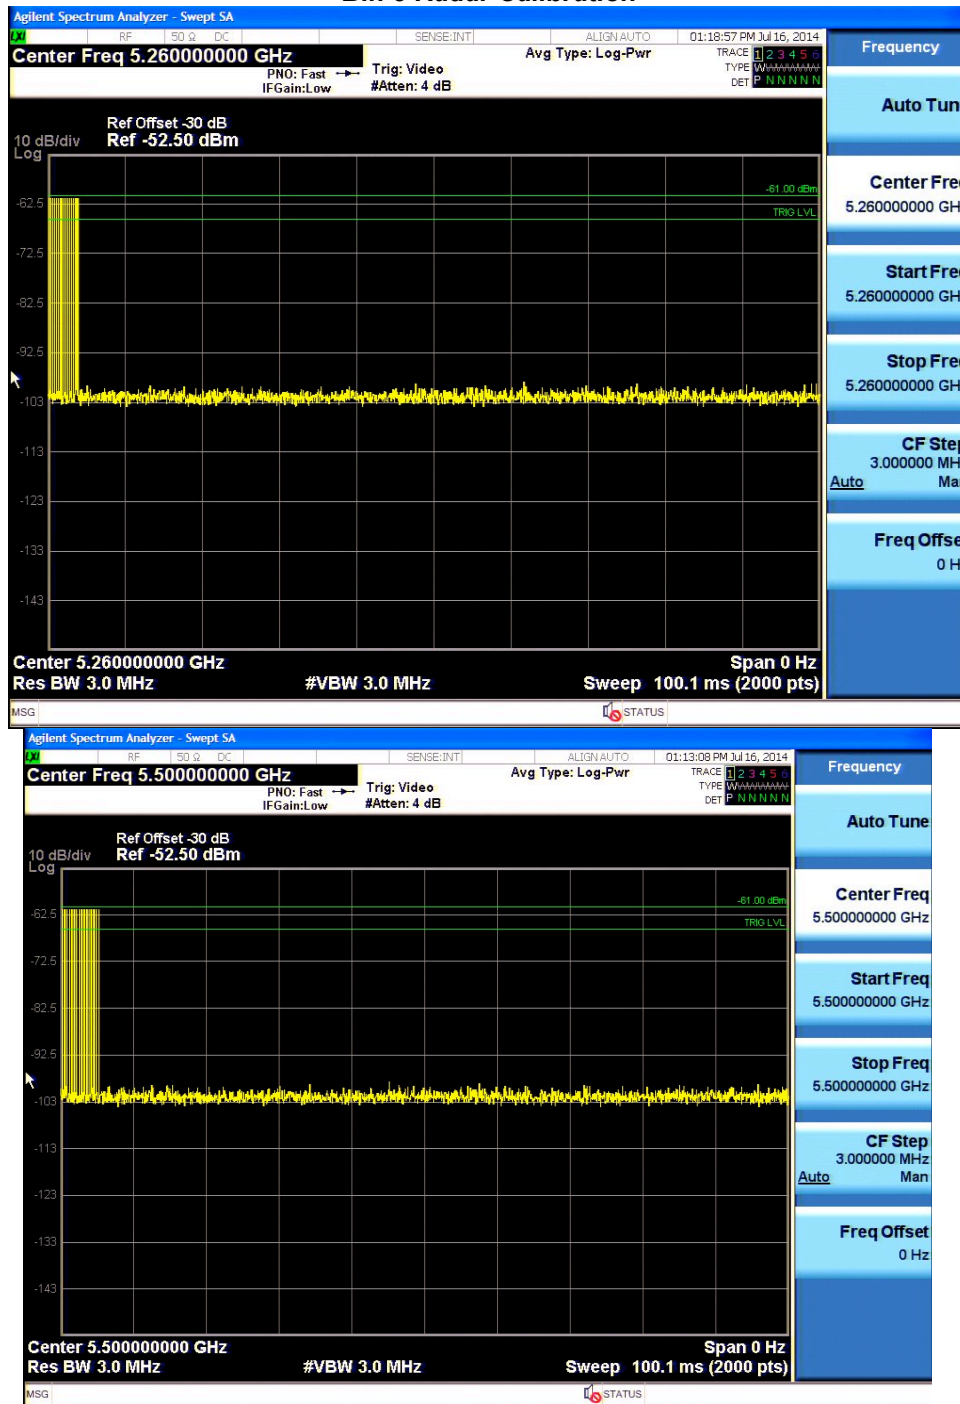 Agilent Spectrum Analyzer - Swept SA
LXI RF 50 Ω DC SENSE:INT ALIGN AUTO 01:18:57 PM Jul 16, 2014
Center Freq 5.260000000 GHz
PNO: Fast
IFGain:Low
Trig: Video
#Atten: 4 dB
Avg Type: Log-Pwr
TRACE 1 2 3 4 5 6
TYPE W
DET P N N N N N
Frequency
Auto Tun
Ref Offset -30 dB
10 dB/div Ref -52.50 dBm
Log
-61.00 dBm
TRIG LVL
-62.5
-72.5
-82.5
-92.5
-103
-113
-123
-133
-143
Center Fre
5.260000000 GH
Start Fre
5.260000000 GH
Stop Fre
5.260000000 GH
CF Step
3.000000 MH
Auto Ma
Freq Offse
0 H
Center 5.260000000 GHz Span 0 Hz
Res BW 3.0 MHz #VBW 3.0 MHz Sweep 100.1 ms (2000 pts)
MSG STATUS
Agilent Spectrum Analyzer - Swept SA
LXI RF 50 Ω DC SENSE:INT ALIGN AUTO 01:13:08 PM Jul 16, 2014
Center Freq 5.500000000 GHz
PNO: Fast
IFGain:Low
Trig: Video
#Atten: 4 dB
Avg Type: Log-Pwr
TRACE 1 2 3 4 5 6
TYPE W
DET P N N N N N
Frequency
Auto Tune
Ref Offset -30 dB
10 dB/div Ref -52.50 dBm
Log
-61.00 dBm
TRIG LVL
-62.5
-72.5
-82.5
-92.5
-103
-113
-123
-133
-143
Center Freq
5.500000000 GHz
Start Freq
5.500000000 GHz
Stop Freq
5.500000000 GHz
CF Step
3.000000 MHz
Auto Man
Freq Offset
0 Hz
Center 5.500000000 GHz Span 0 Hz
Res BW 3.0 MHz #VBW 3.0 MHz Sweep 100.1 ms (2000 pts)
MSG STATUS